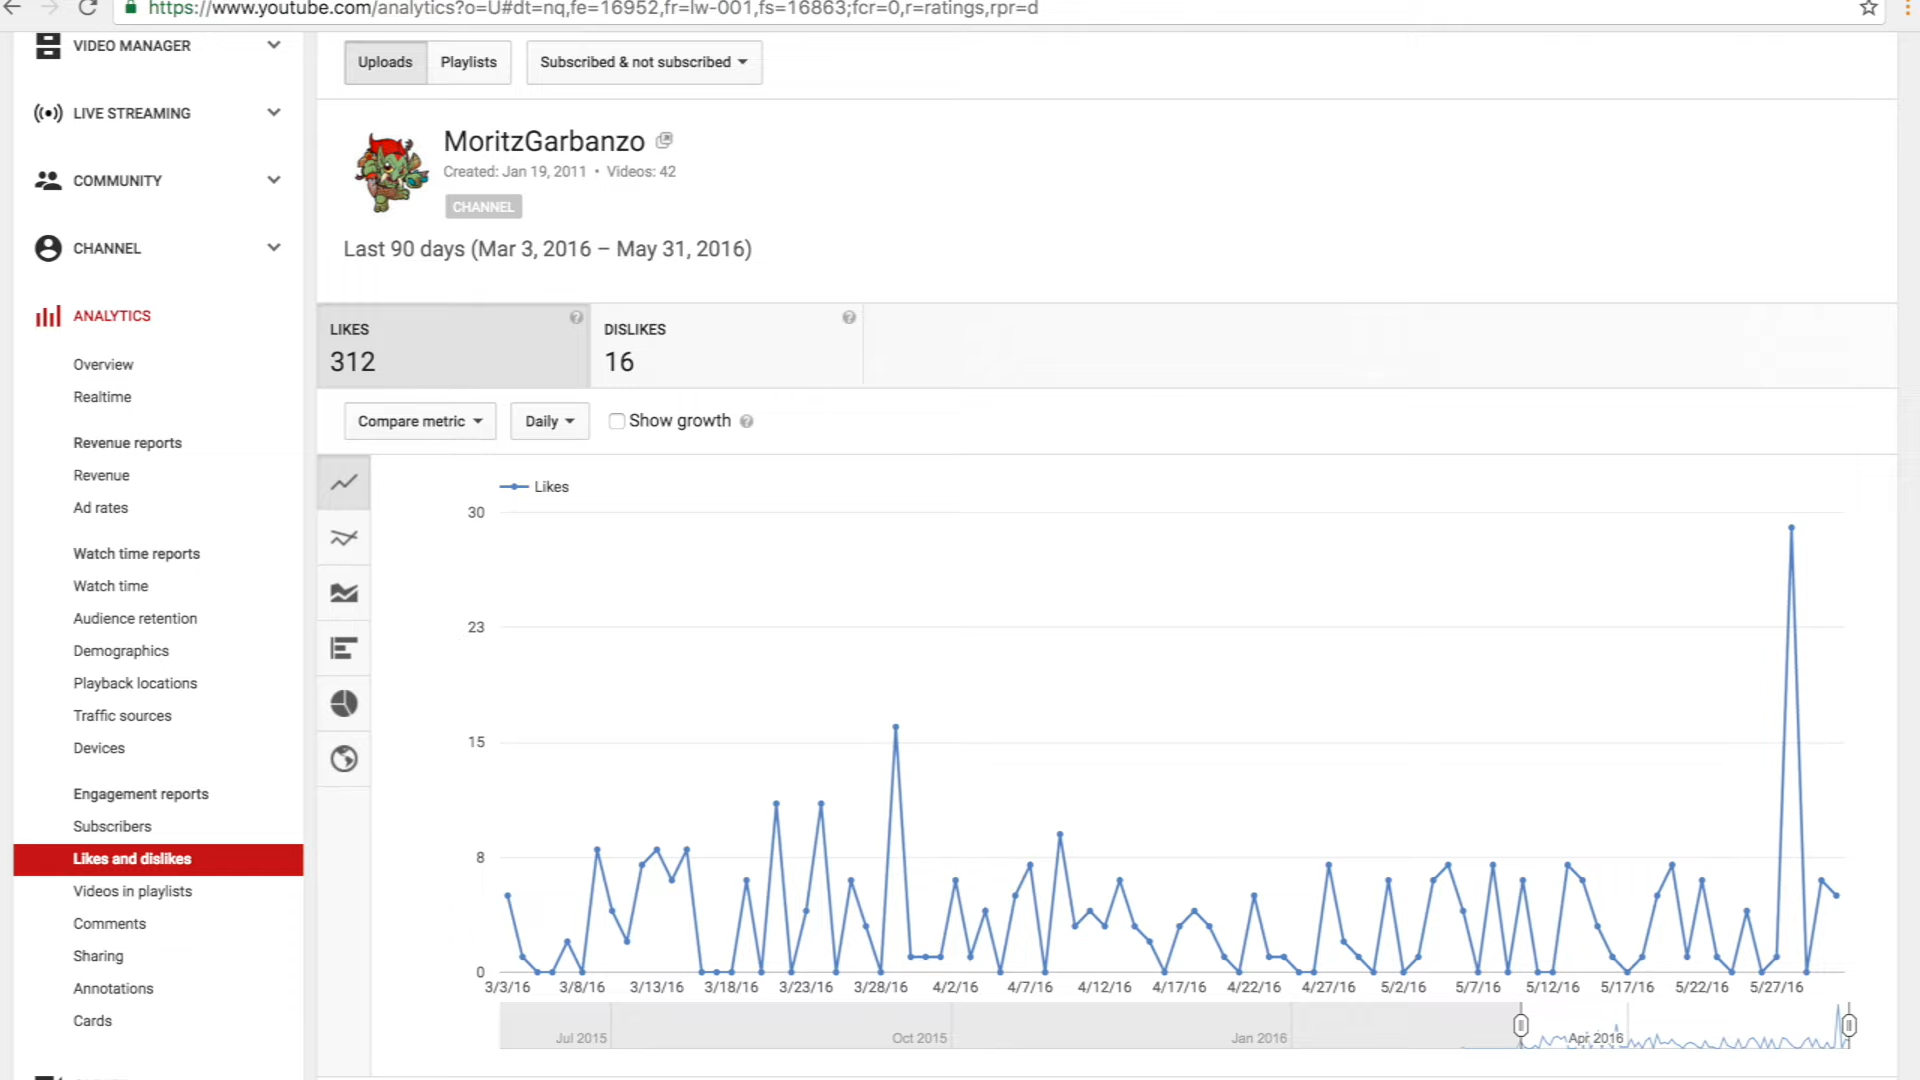 https://www.youtube.com/analytics?o=U#dt=nq,fe=16952,fr=lw-001,fs=16863;fcr=0,r=ratings,rpr=d
VIDEO MANAGER
LIVE STREAMING
COMMUNITY
CHANNEL
ANALYTICS
Overview
Realtime
Revenue reports
Revenue
Ad rates
Watch time reports
Watch time
Audience retention
Demographics
Playback locations
Traffic sources
Devices
Engagement reports
Subscribers
Likes and dislikes
Videos in playlists
Comments
Sharing
Annotations
Cards
Uploads Playlists Subscribed & not subscribed
MoritzGarbanzo
Created: Jan 19, 2011 • Videos: 42
CHANNEL
Last 90 days (Mar 3, 2016 – May 31, 2016)
LIKES ? DISLIKES ?
312 16
Compare metric Daily Show growth ?
Likes
30
23
15
8
0
3/3/16 3/8/16 3/13/16 3/18/16 3/23/16 3/28/16 4/2/16 4/7/16 4/12/16 4/17/16 4/22/16 4/27/16 5/2/16 5/7/16 5/12/16 5/17/16 5/22/16 5/27/16
Jul 2015 Oct 2015 Jan 2016 Apr 2016